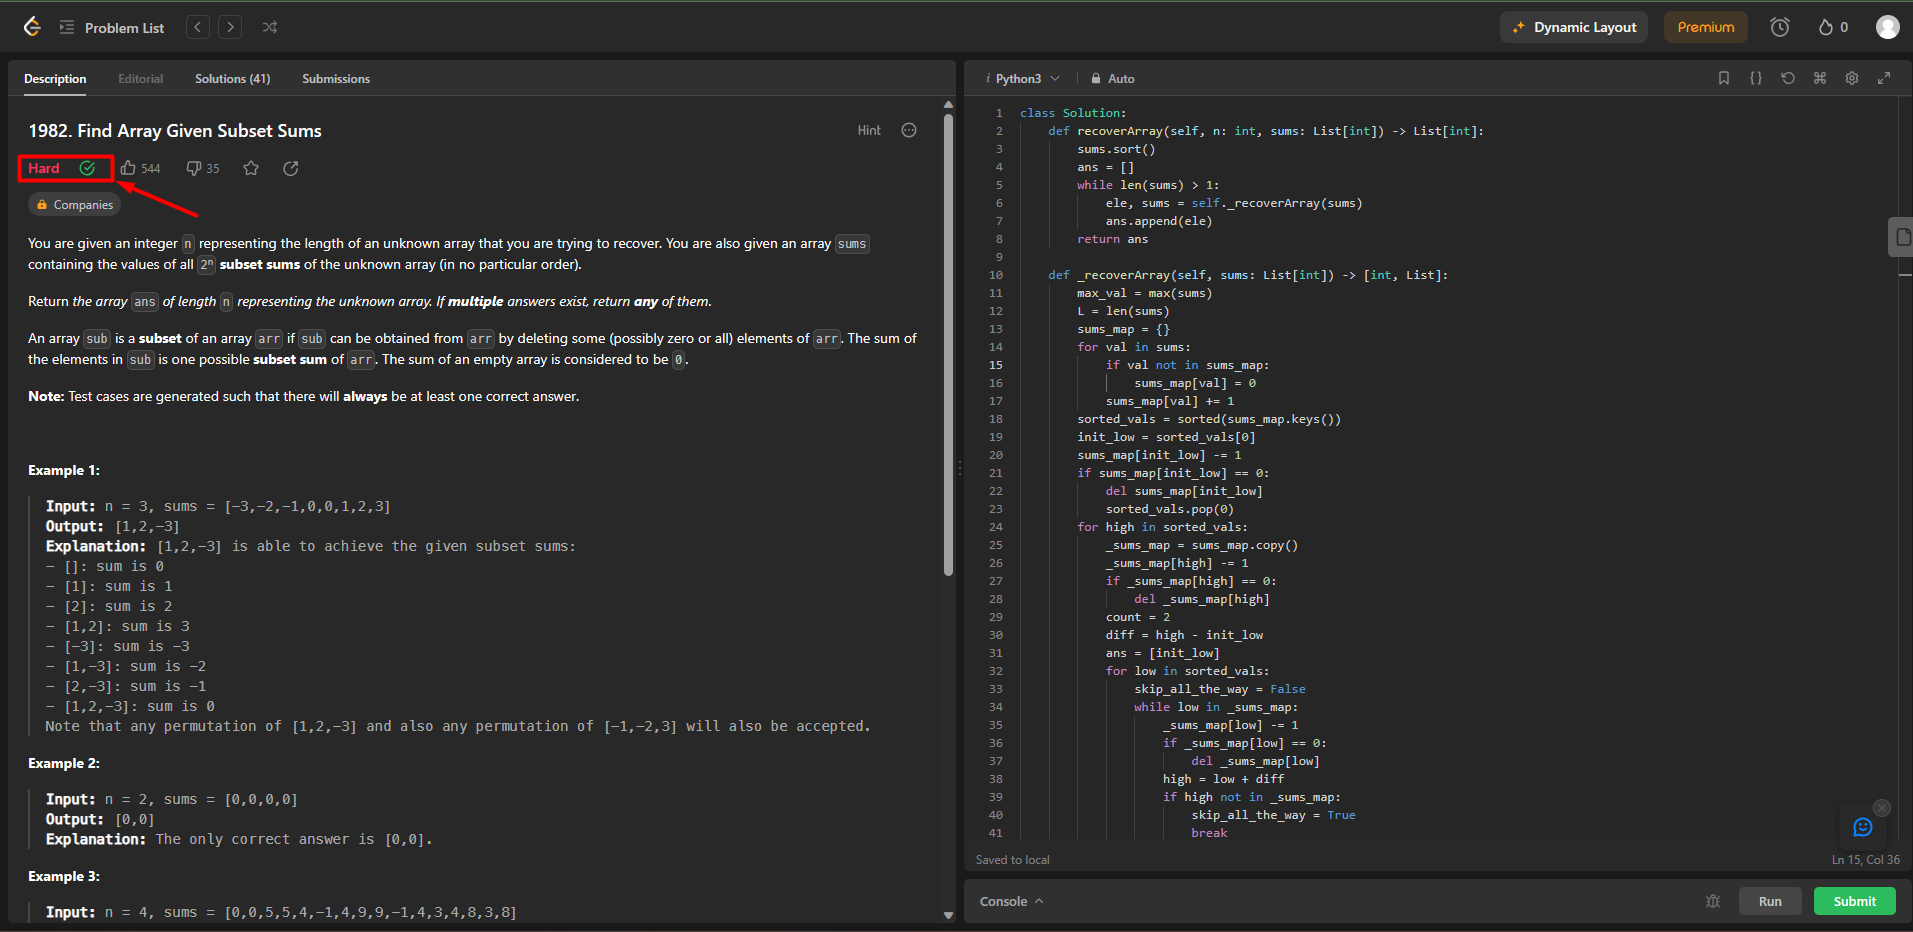 Problem List
Dynamic Layout
Premium
0
Description
Editorial
Solutions (41)
Submissions
1982. Find Array Given Subset Sums
Hint
Hard
544
35
Companies
You are given an integer n representing the length of an unknown array that you are trying to recover. You are also given an array sums
containing the values of all 2ⁿ subset sums of the unknown array (in no particular order).
Return the array ans of length n representing the unknown array. If multiple answers exist, return any of them.
An array sub is a subset of an array arr if sub can be obtained from arr by deleting some (possibly zero or all) elements of arr. The sum of
the elements in sub is one possible subset sum of arr. The sum of an empty array is considered to be 0.
Note: Test cases are generated such that there will always be at least one correct answer.
Example 1:
Input: n = 3, sums = [-3,-2,-1,0,0,1,2,3]
Output: [1,2,-3]
Explanation: [1,2,-3] is able to achieve the given subset sums:
- []: sum is 0
- [1]: sum is 1
- [2]: sum is 2
- [1,2]: sum is 3
- [-3]: sum is -3
- [1,-3]: sum is -2
- [2,-3]: sum is -1
- [1,2,-3]: sum is 0
Note that any permutation of [1,2,-3] and also any permutation of [-1,-2,3] will also be accepted.
Example 2:
Input: n = 2, sums = [0,0,0,0]
Output: [0,0]
Explanation: The only correct answer is [0,0].
Example 3:
Input: n = 4, sums = [0,0,5,5,4,-1,4,9,9,-1,4,3,4,8,3,8]
i Python3
Auto
1 class Solution:
2 def recoverArray(self, n: int, sums: List[int]) -> List[int]:
3 sums.sort()
4 ans = []
5 while len(sums) > 1:
6 ele, sums = self._recoverArray(sums)
7 ans.append(ele)
8 return ans
9
10 def _recoverArray(self, sums: List[int]) -> [int, List]:
11 max_val = max(sums)
12 L = len(sums)
13 sums_map = {}
14 for val in sums:
15 if val not in sums_map:
16 sums_map[val] = 0
17 sums_map[val] += 1
18 sorted_vals = sorted(sums_map.keys())
19 init_low = sorted_vals[0]
20 sums_map[init_low] -= 1
21 if sums_map[init_low] == 0:
22 del sums_map[init_low]
23 sorted_vals.pop(0)
24 for high in sorted_vals:
25 _sums_map = sums_map.copy()
26 _sums_map[high] -= 1
27 if _sums_map[high] == 0:
28 del _sums_map[high]
29 count = 2
30 diff = high - init_low
31 ans = [init_low]
32 for low in sorted_vals:
33 skip_all_the_way = False
34 while low in _sums_map:
35 _sums_map[low] -= 1
36 if _sums_map[low] == 0:
37 del _sums_map[low]
38 high = low + diff
39 if high not in _sums_map:
40 skip_all_the_way = True
41 break
Saved to local
Ln 15, Col 36
Console
Run
Submit